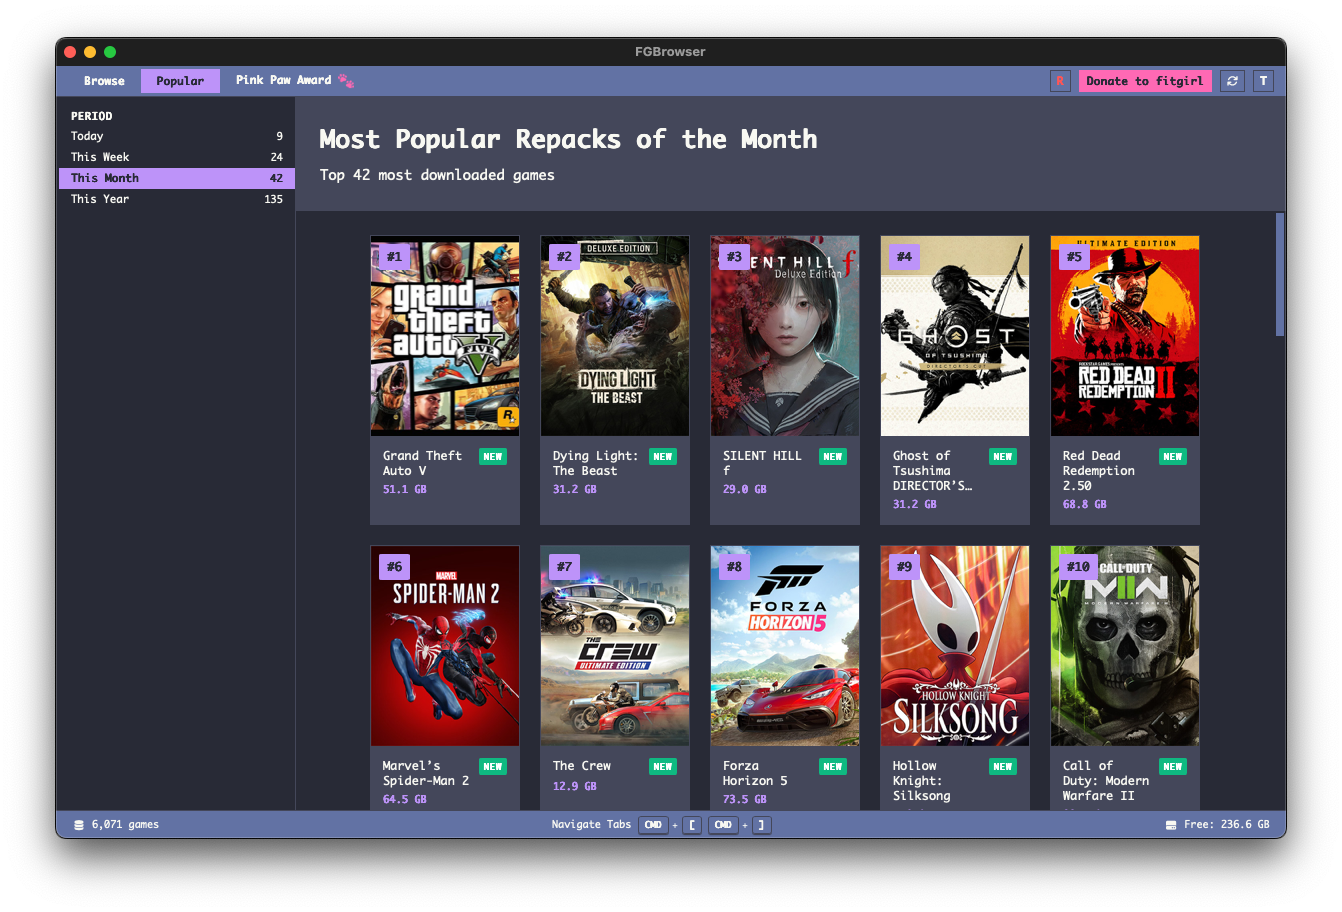 FGBrowser
Browse
Popular
Pink Paw Award
R
Donate to fitgirl
T
PERIOD
Today 9
This Week 24
This Month 42
This Year 135
Most Popular Repacks of the Month
Top 42 most downloaded games
#1
grand
theft
auto V
FIVE
R
Grand Theft
Auto V
NEW
51.1 GB
#2
DELUXE EDITION
DYING LIGHT
THE BEAST
Dying Light:
The Beast
NEW
31.2 GB
#3
ENT HILL f
Deluxe Edition
SILENT HILL
f
NEW
29.0 GB
#4
GHOST
OF TSUSHIMA
DIRECTOR'S CUT
Ghost of
Tsushima
DIRECTOR’S…
NEW
31.2 GB
#5
ULTIMATE EDITION
RED DEAD
REDEMPTION II
Red Dead
Redemption
2.50
NEW
68.8 GB
#6
MARVEL
SPIDER-MAN 2
Marvel’s
Spider-Man 2
NEW
64.5 GB
#7
THE
CREW
ULTIMATE EDITION
The Crew
NEW
12.9 GB
#8
FORZA
HORIZON 5
Forza
Horizon 5
NEW
73.5 GB
#9
HOLLOW KNIGHT
SILKSONG
Hollow
Knight:
Silksong
NEW
#10
CALL OF DUTY
MWII
MODERN WARFARE II
Call of
Duty: Modern
Warfare II
NEW
6,071 games
Navigate Tabs CMD + [ CMD + ]
Free: 236.6 GB